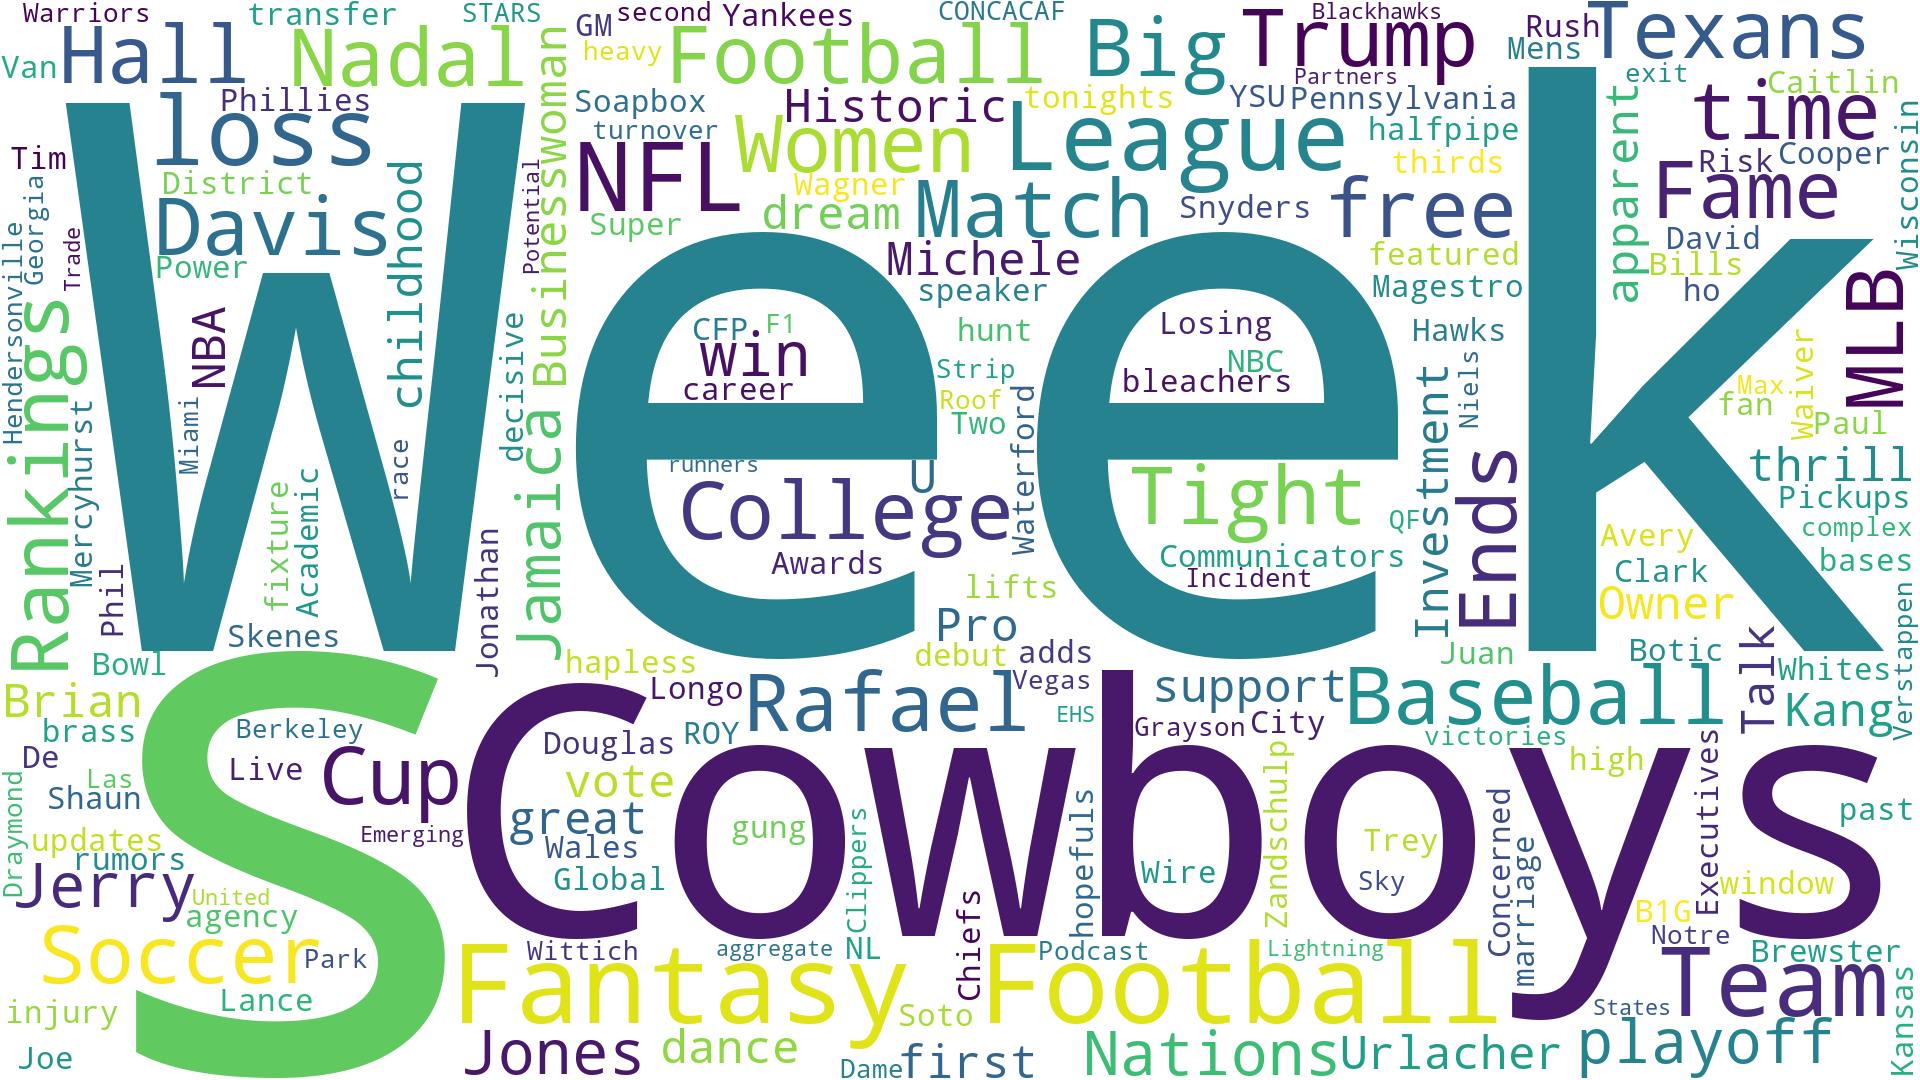 Warriors
transfer
STARS
GM
second
Yankees
CONCACAF
Trump
Blackhawks
Rush
Texans
Van
Hall
Nadal
heavy
Football
Big
Partners
Mens
exit
Caitlin
Phillies
loss
Businesswoman
Soapbox
Historic
tonights
YSU
Pennsylvania
apparent
time
Wisconsin
turnover
Women
League
halfpipe
Tim
District
childhood
Potential
NFL
Wagner
Match
thirds
Risk
Cooper
Georgia
Davis
Super
dream
Snyders
free
Fame
Hendersonville
Trade
Power
Michele
featured
David
Bills
MLB
speaker
Magestro
ho
Week
Rankings
NBA
decisive
CFP
F1
win
career
hunt
Losing
NBC
bleachers
Hawks
Strip
Roof
Two
Niels
Max.
fan
Waiver
Paul
Mercyhurst
Miami
race
Jamaica
runners
U
College
Waterford
Tight
QF
Investment
Ends
thrill
Pickups
complex
fixture
Academic
Jonathan
Awards
Communicators
Incident
Avery
bases
Clark
Phil
lifts
Owner
Skenes
Pro
Bowl
hapless
debut
adds
Juan
Botic
Talk
Whites
Verstappen
Brian
S
Longo
Rafael
Vegas
support
Baseball
Kang
brass
Berkeley
ROY
EHS
Grayson
City
victories
De
Live
Cup
Douglas
Cowboys
Zandschulp
high
Executives
Draymond
Las
Shaun
vote
great
gung
Clippers
hopefuls
Concerned
past
updates
Emerging
Wales
Trey
marriage
rumors
Global
Wire
Sky
window
Jerry
United
agency
Chiefs
B1G
Soccer
Park
Wittich
aggregate
NL
Podcast
Lightning
Notre
Brewster
Lance
Fantasy
Football
Team
Kansas
injury
Soto
States
Joe
Jones
dance
Dame
first
Nations
Urlacher
playoff